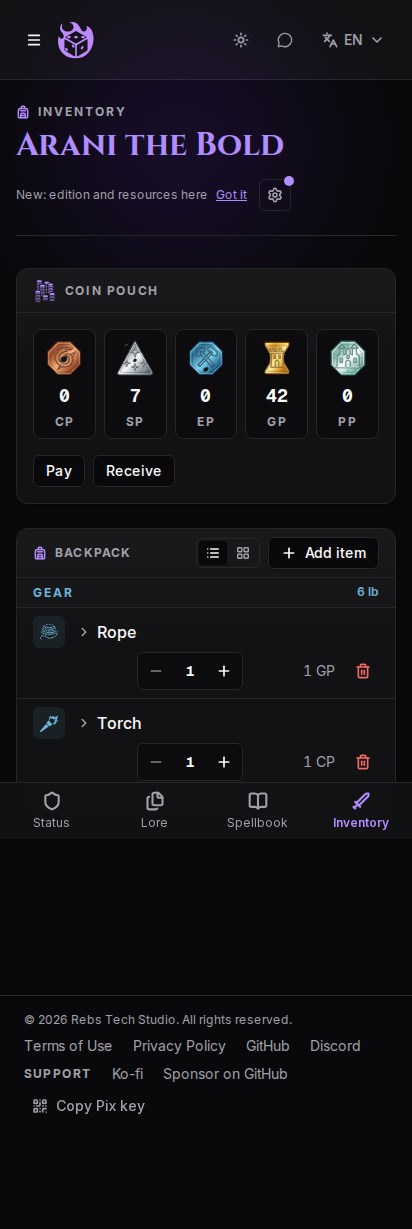 EN
INVENTORY
Arani the Bold
New: edition and resources here Got it
COIN POUCH
0 7 0 42 0
CP SP EP GP PP
Pay Receive
BACKPACK Add item
GEAR 6 lb
Rope
1 1 GP
Torch
1 1 CP
Status Lore Spellbook Inventory
© 2026 Rebs Tech Studio. All rights reserved.
Terms of Use Privacy Policy GitHub Discord
SUPPORT Ko-fi Sponsor on GitHub
Copy Pix key